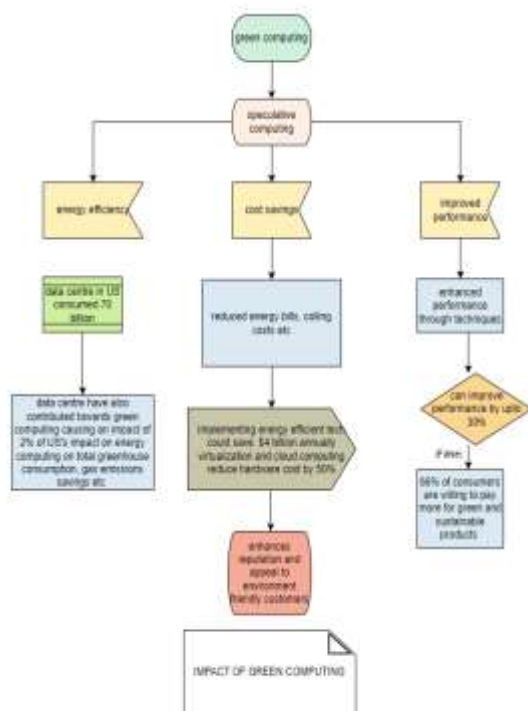 green computing
speculative
computing
energy efficiency
cost savings
improved
performance
data centre in US
consumed 70
billion
reduced energy bills, colling
costs etc
enhanced
performance
through techniques
data centre have also
contributed towards green
computing causing an impact of
2% of US's impact on energy
computing on total greenhouse
consumption, gas emissions
savings etc
implementing energy efficient tech
could save $4 billion annually
virtualization and cloud computing
reduce hardware cost by 50%
can improve
performance by upto
30%
if then
66% of consumers
are willing to pay
more for green and
sustainable
products
enhances
reputation and
appeal to
environment
friendly customers
IMPACT OF GREEN COMPUTING